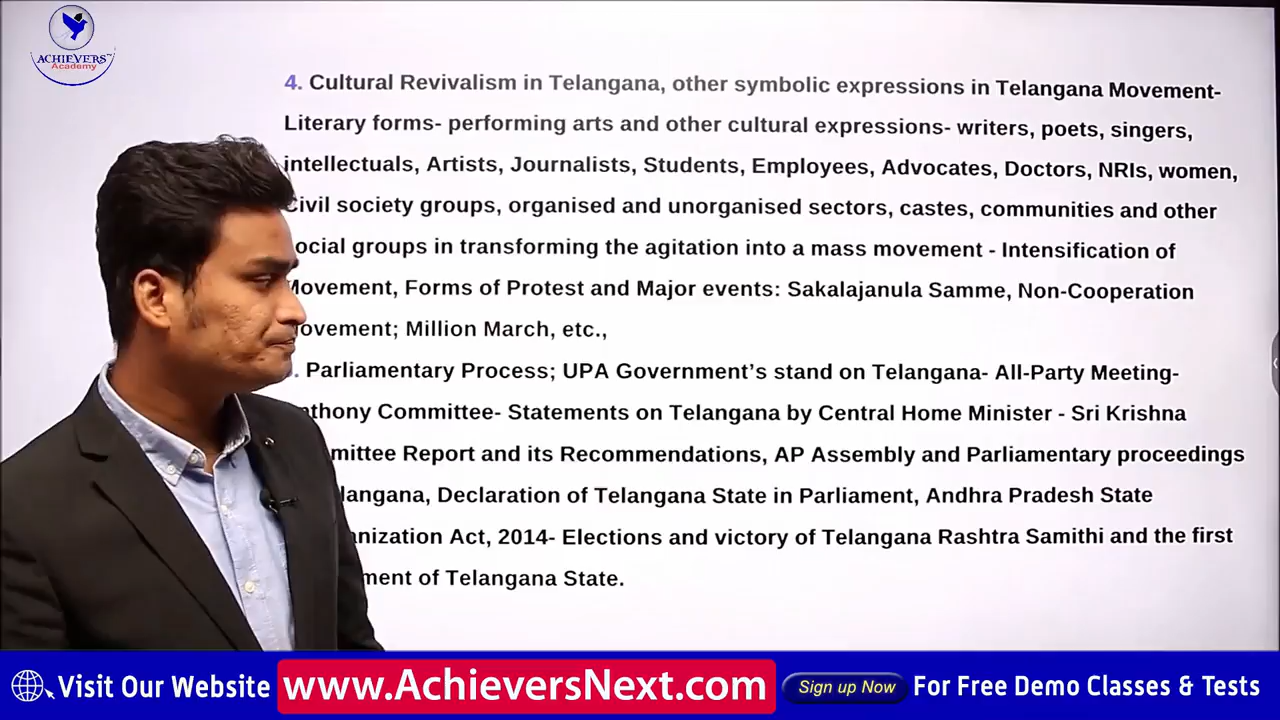 ACHIEVERS
Academy
4. Cultural Revivalism in Telangana, other symbolic expressions in Telangana Movement-
Literary forms- performing arts and other cultural expressions- writers, poets, singers,
intellectuals, Artists, Journalists, Students, Employees, Advocates, Doctors, NRIs, women,
Civil society groups, organised and unorganised sectors, castes, communities and other
social groups in transforming the agitation into a mass movement - Intensification of
Movement, Forms of Protest and Major events: Sakalajanula Samme, Non-Cooperation
Movement; Million March, etc.,
. Parliamentary Process; UPA Government's stand on Telangana- All-Party Meeting-
Anthony Committee- Statements on Telangana by Central Home Minister - Sri Krishna
mittee Report and its Recommendations, AP Assembly and Parliamentary proceedings
langana, Declaration of Telangana State in Parliament, Andhra Pradesh State
anization Act, 2014- Elections and victory of Telangana Rashtra Samithi and the first
ment of Telangana State.
Visit Our Website www.AchieversNext.com Sign up Now For Free Demo Classes & Tests